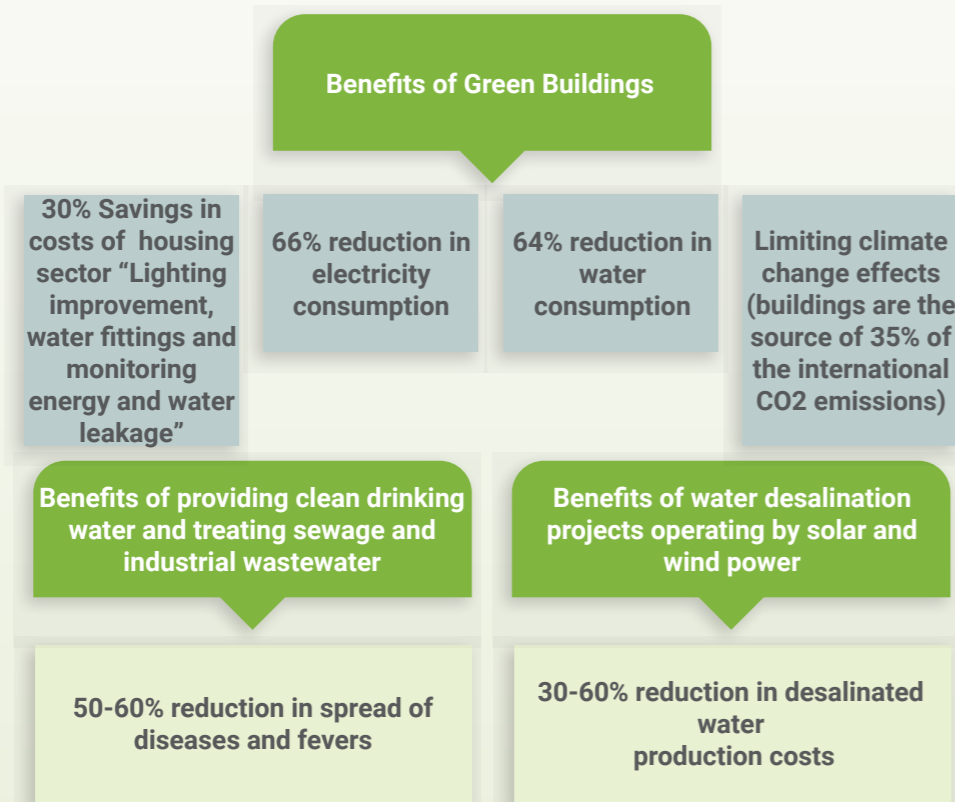 Benefits of Green Buildings
30% Savings in
costs of housing
sector “Lighting
improvement,
water fittings and
monitoring
energy and water
leakage”
66% reduction in
electricity
consumption
64% reduction in
water
consumption
Limiting climate
change effects
(buildings are the
source of 35% of
the international
CO2 emissions)
Benefits of providing clean drinking
water and treating sewage and
industrial wastewater
Benefits of water desalination
projects operating by solar and
wind power
50-60% reduction in spread of
diseases and fevers
30-60% reduction in desalinated
water
production costs